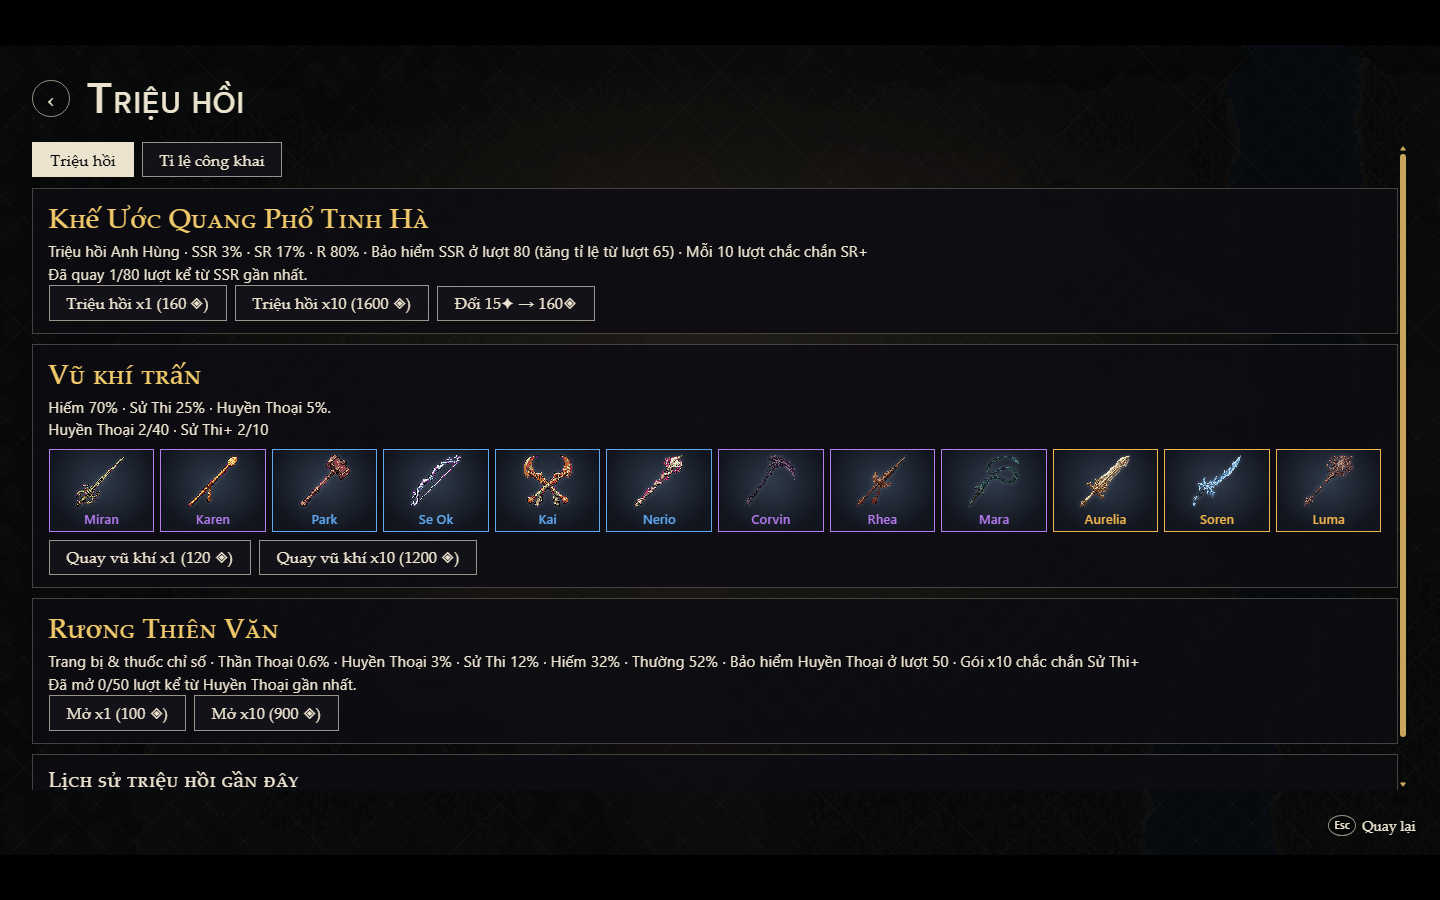 ‹ Triệu hồi
Triệu hồi
Tỉ lệ công khai
Khế Ước Quang Phổ Tinh Hà
Triệu hồi Anh Hùng · SSR 3% · SR 17% · R 80% · Bảo hiểm SSR ở lượt 80 (tăng tỉ lệ từ lượt 65) · Mỗi 10 lượt chắc chắn SR+
Đã quay 1/80 lượt kể từ SSR gần nhất.
Triệu hồi x1 (160 ◈)
Triệu hồi x10 (1600 ◈)
Đổi 15✦ → 160◈
Vũ khí trấn
Hiếm 70% · Sử Thi 25% · Huyền Thoại 5%.
Huyền Thoại 2/40 · Sử Thi+ 2/10
Miran
Karen
Park
Se Ok
Kai
Nerio
Corvin
Rhea
Mara
Aurelia
Soren
Luma
Quay vũ khí x1 (120 ◈)
Quay vũ khí x10 (1200 ◈)
Rương Thiên Văn
Trang bị & thuốc chỉ số · Thần Thoại 0.6% · Huyền Thoại 3% · Sử Thi 12% · Hiếm 32% · Thường 52% · Bảo hiểm Huyền Thoại ở lượt 50 · Gói x10 chắc chắn Sử Thi+
Đã mở 0/50 lượt kể từ Huyền Thoại gần nhất.
Mở x1 (100 ◈)
Mở x10 (900 ◈)
Lịch sử triệu hồi gần đây
Esc Quay lại